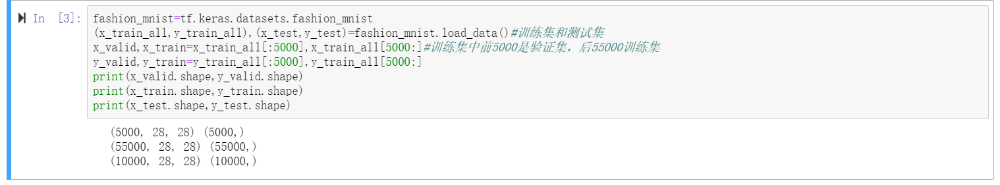 In [3]:
fashion_mnist=tf.keras.datasets.fashion_mnist
(x_train_all,y_train_all),(x_test,y_test)=fashion_mnist.load_data()#训练集和测试集
x_valid,x_train=x_train_all[:5000],x_train_all[5000:]#训练集中前5000是验证集，后55000训练集
y_valid,y_train=y_train_all[:5000],y_train_all[5000:]
print(x_valid.shape,y_valid.shape)
print(x_train.shape,y_train.shape)
print(x_test.shape,y_test.shape)
(5000, 28, 28) (5000,)
(55000, 28, 28) (55000,)
(10000, 28, 28) (10000,)